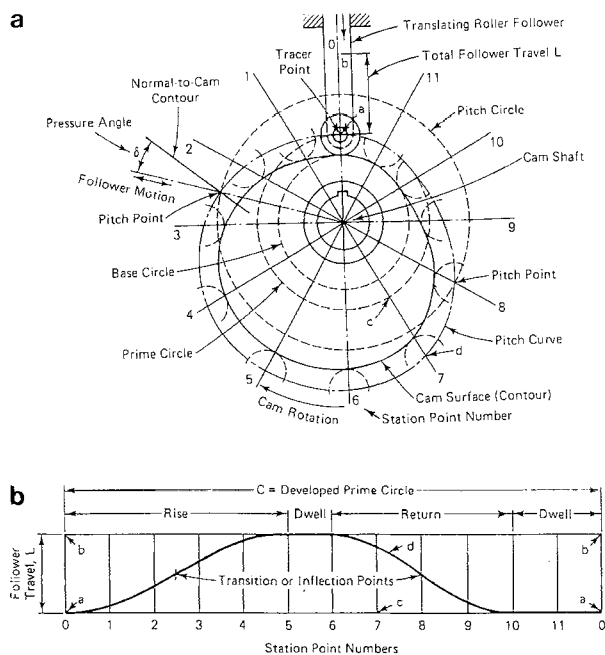 a
Translating Roller Follower
0
b
Total Follower Travel L
Tracer
Point
1
11
a
Normal-to-Cam
Contour
Pitch Circle
Pressure Angle
10
δ
2
Cam Shaft
Follower Motion
Pitch Point
3
9
Base Circle
Pitch Point
8
4
c
Pitch Curve
Prime Circle
d
7
5
Cam Surface (Contour)
6
Cam Rotation
Station Point Number
b
C = Developed Prime Circle
Rise
Dwell
Return
Dwell
b
d
b
Follower
Travel, L
Transition or Inflection Points
a
c
a
0 1 2 3 4 5 6 7 8 9 10 11 0
Station Point Numbers